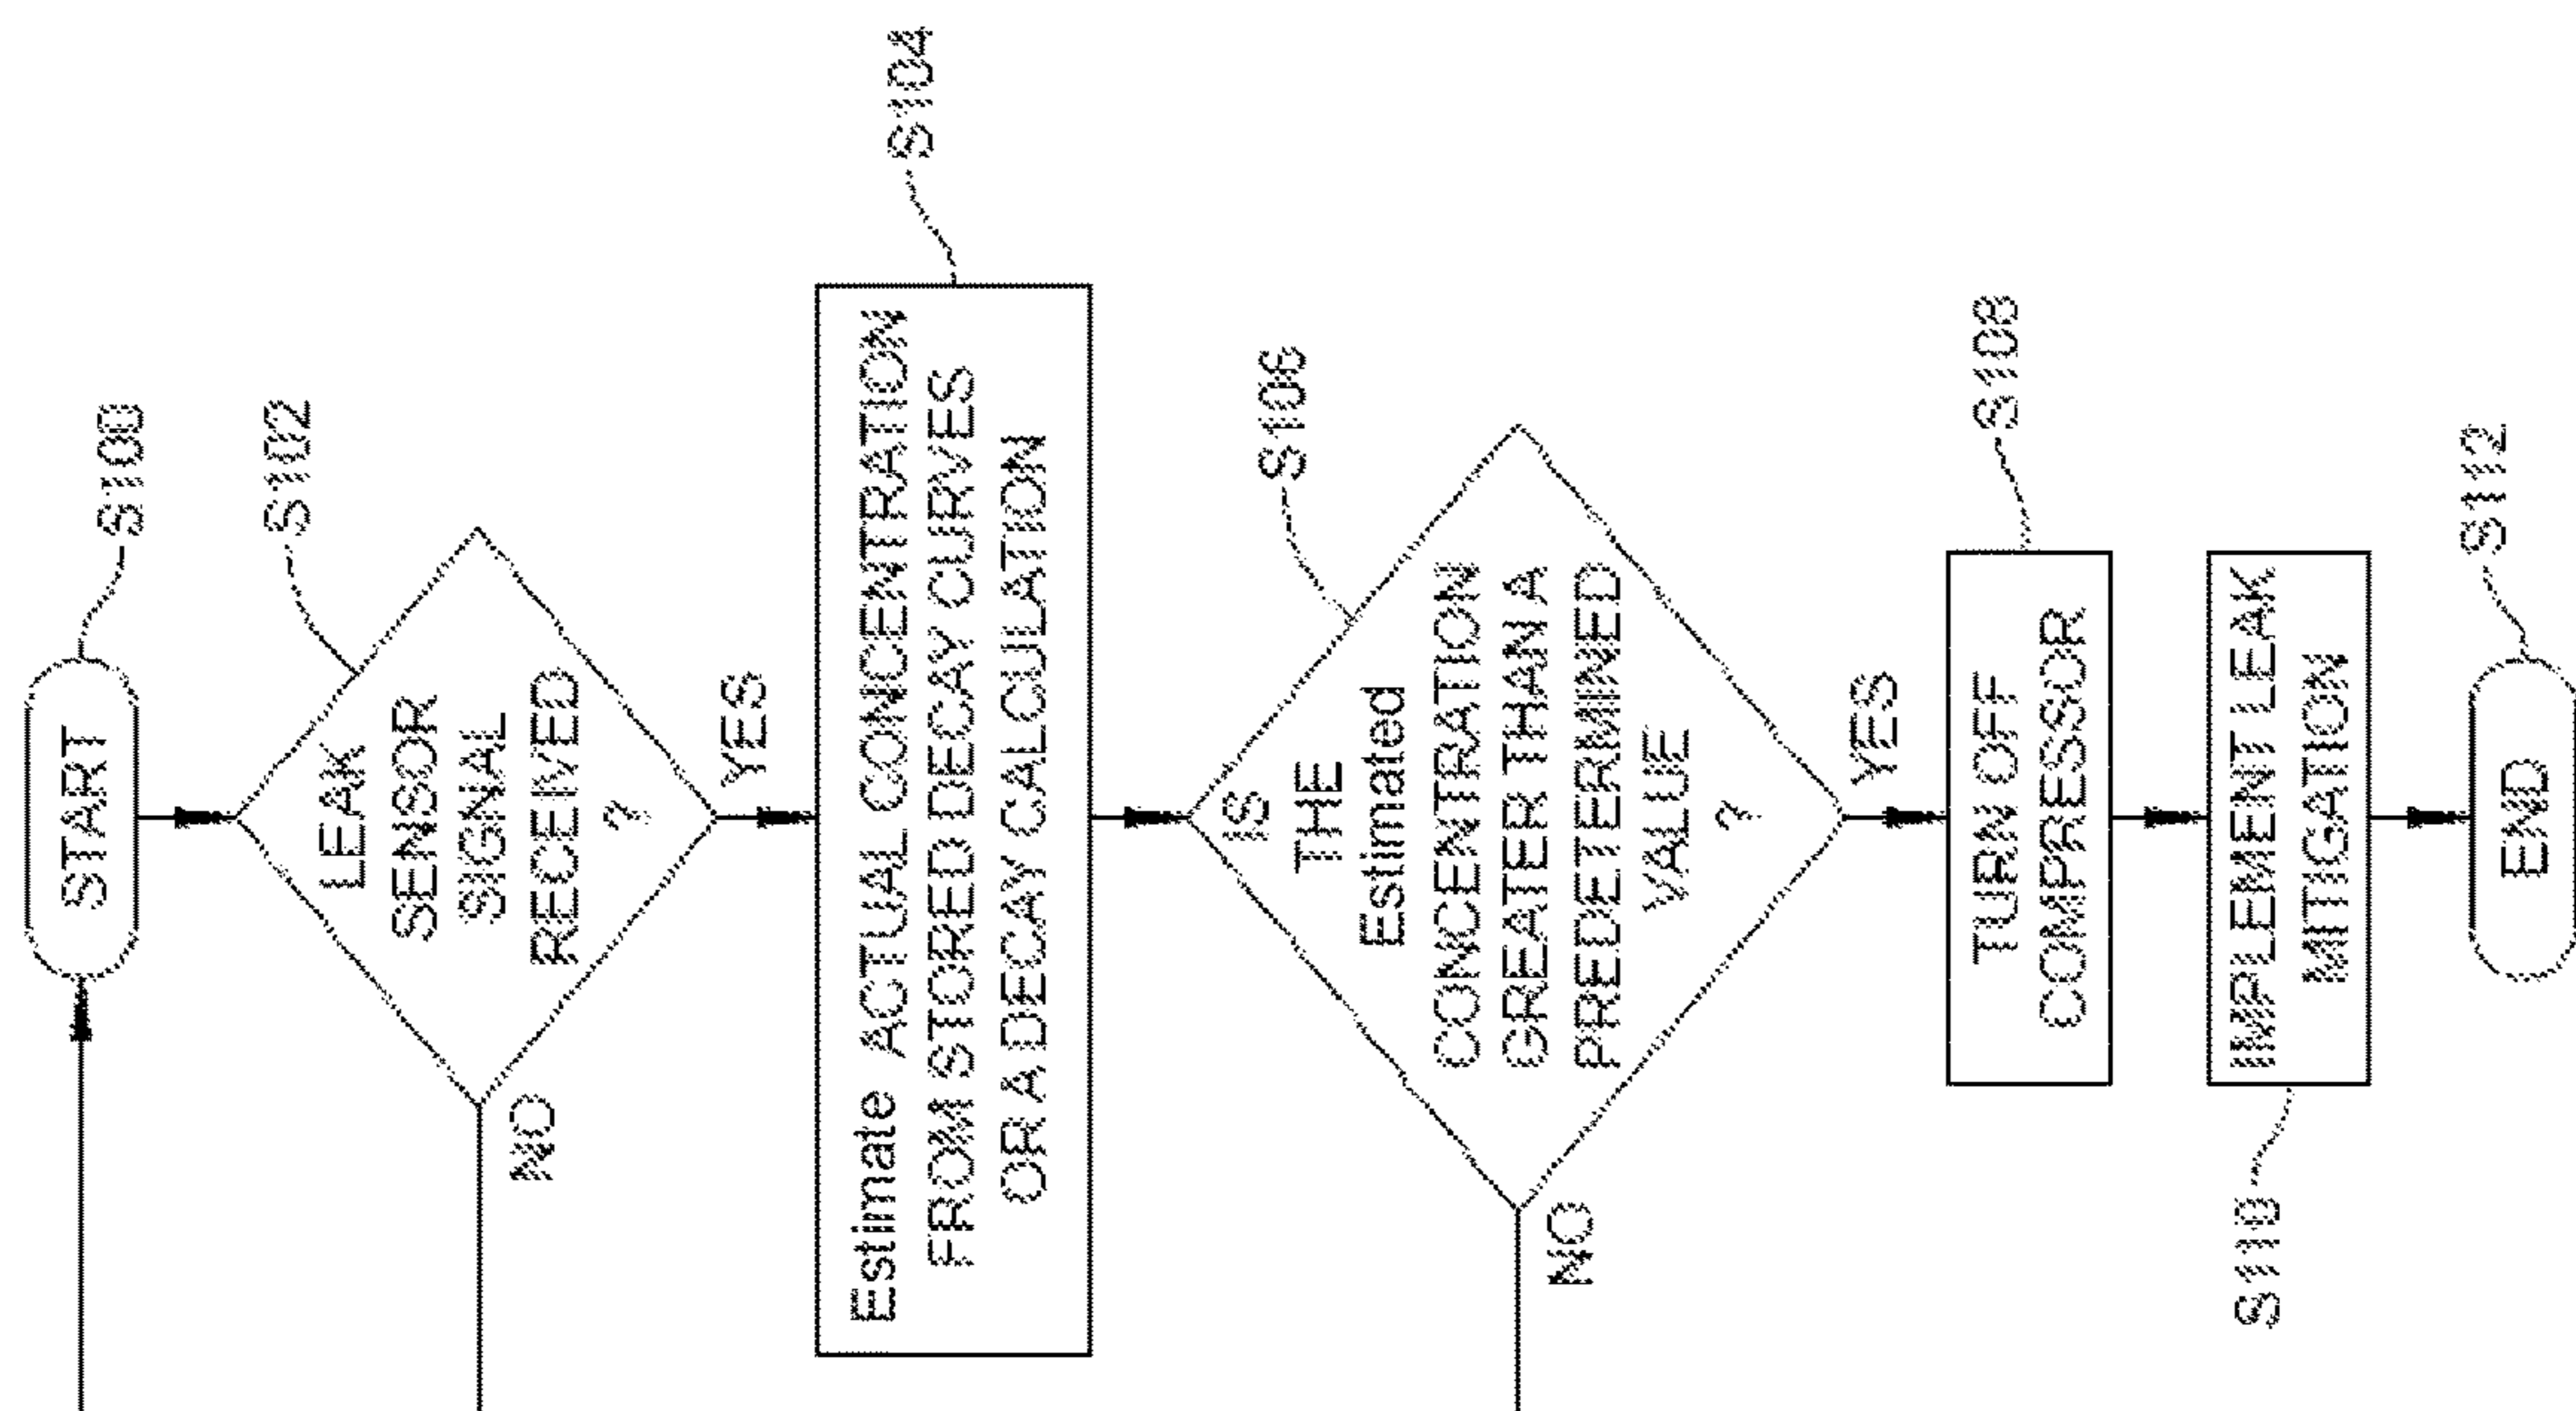 START
S100
LEAK
SENSOR
SIGNAL
RECEIVED
?
S102
NO
YES
Estimate ACTUAL CONCENTRATION
FROM STORED DECAY CURVES
OR A DECAY CALCULATION
S104
IS
THE
Estimated
CONCENTRATION
GREATER THAN A
PREDETERMINED
VALUE
?
S106
NO
YES
TURN OFF
COMPRESSOR
S108
IMPLEMENT LEAK
MITIGATION
S110
END
S112